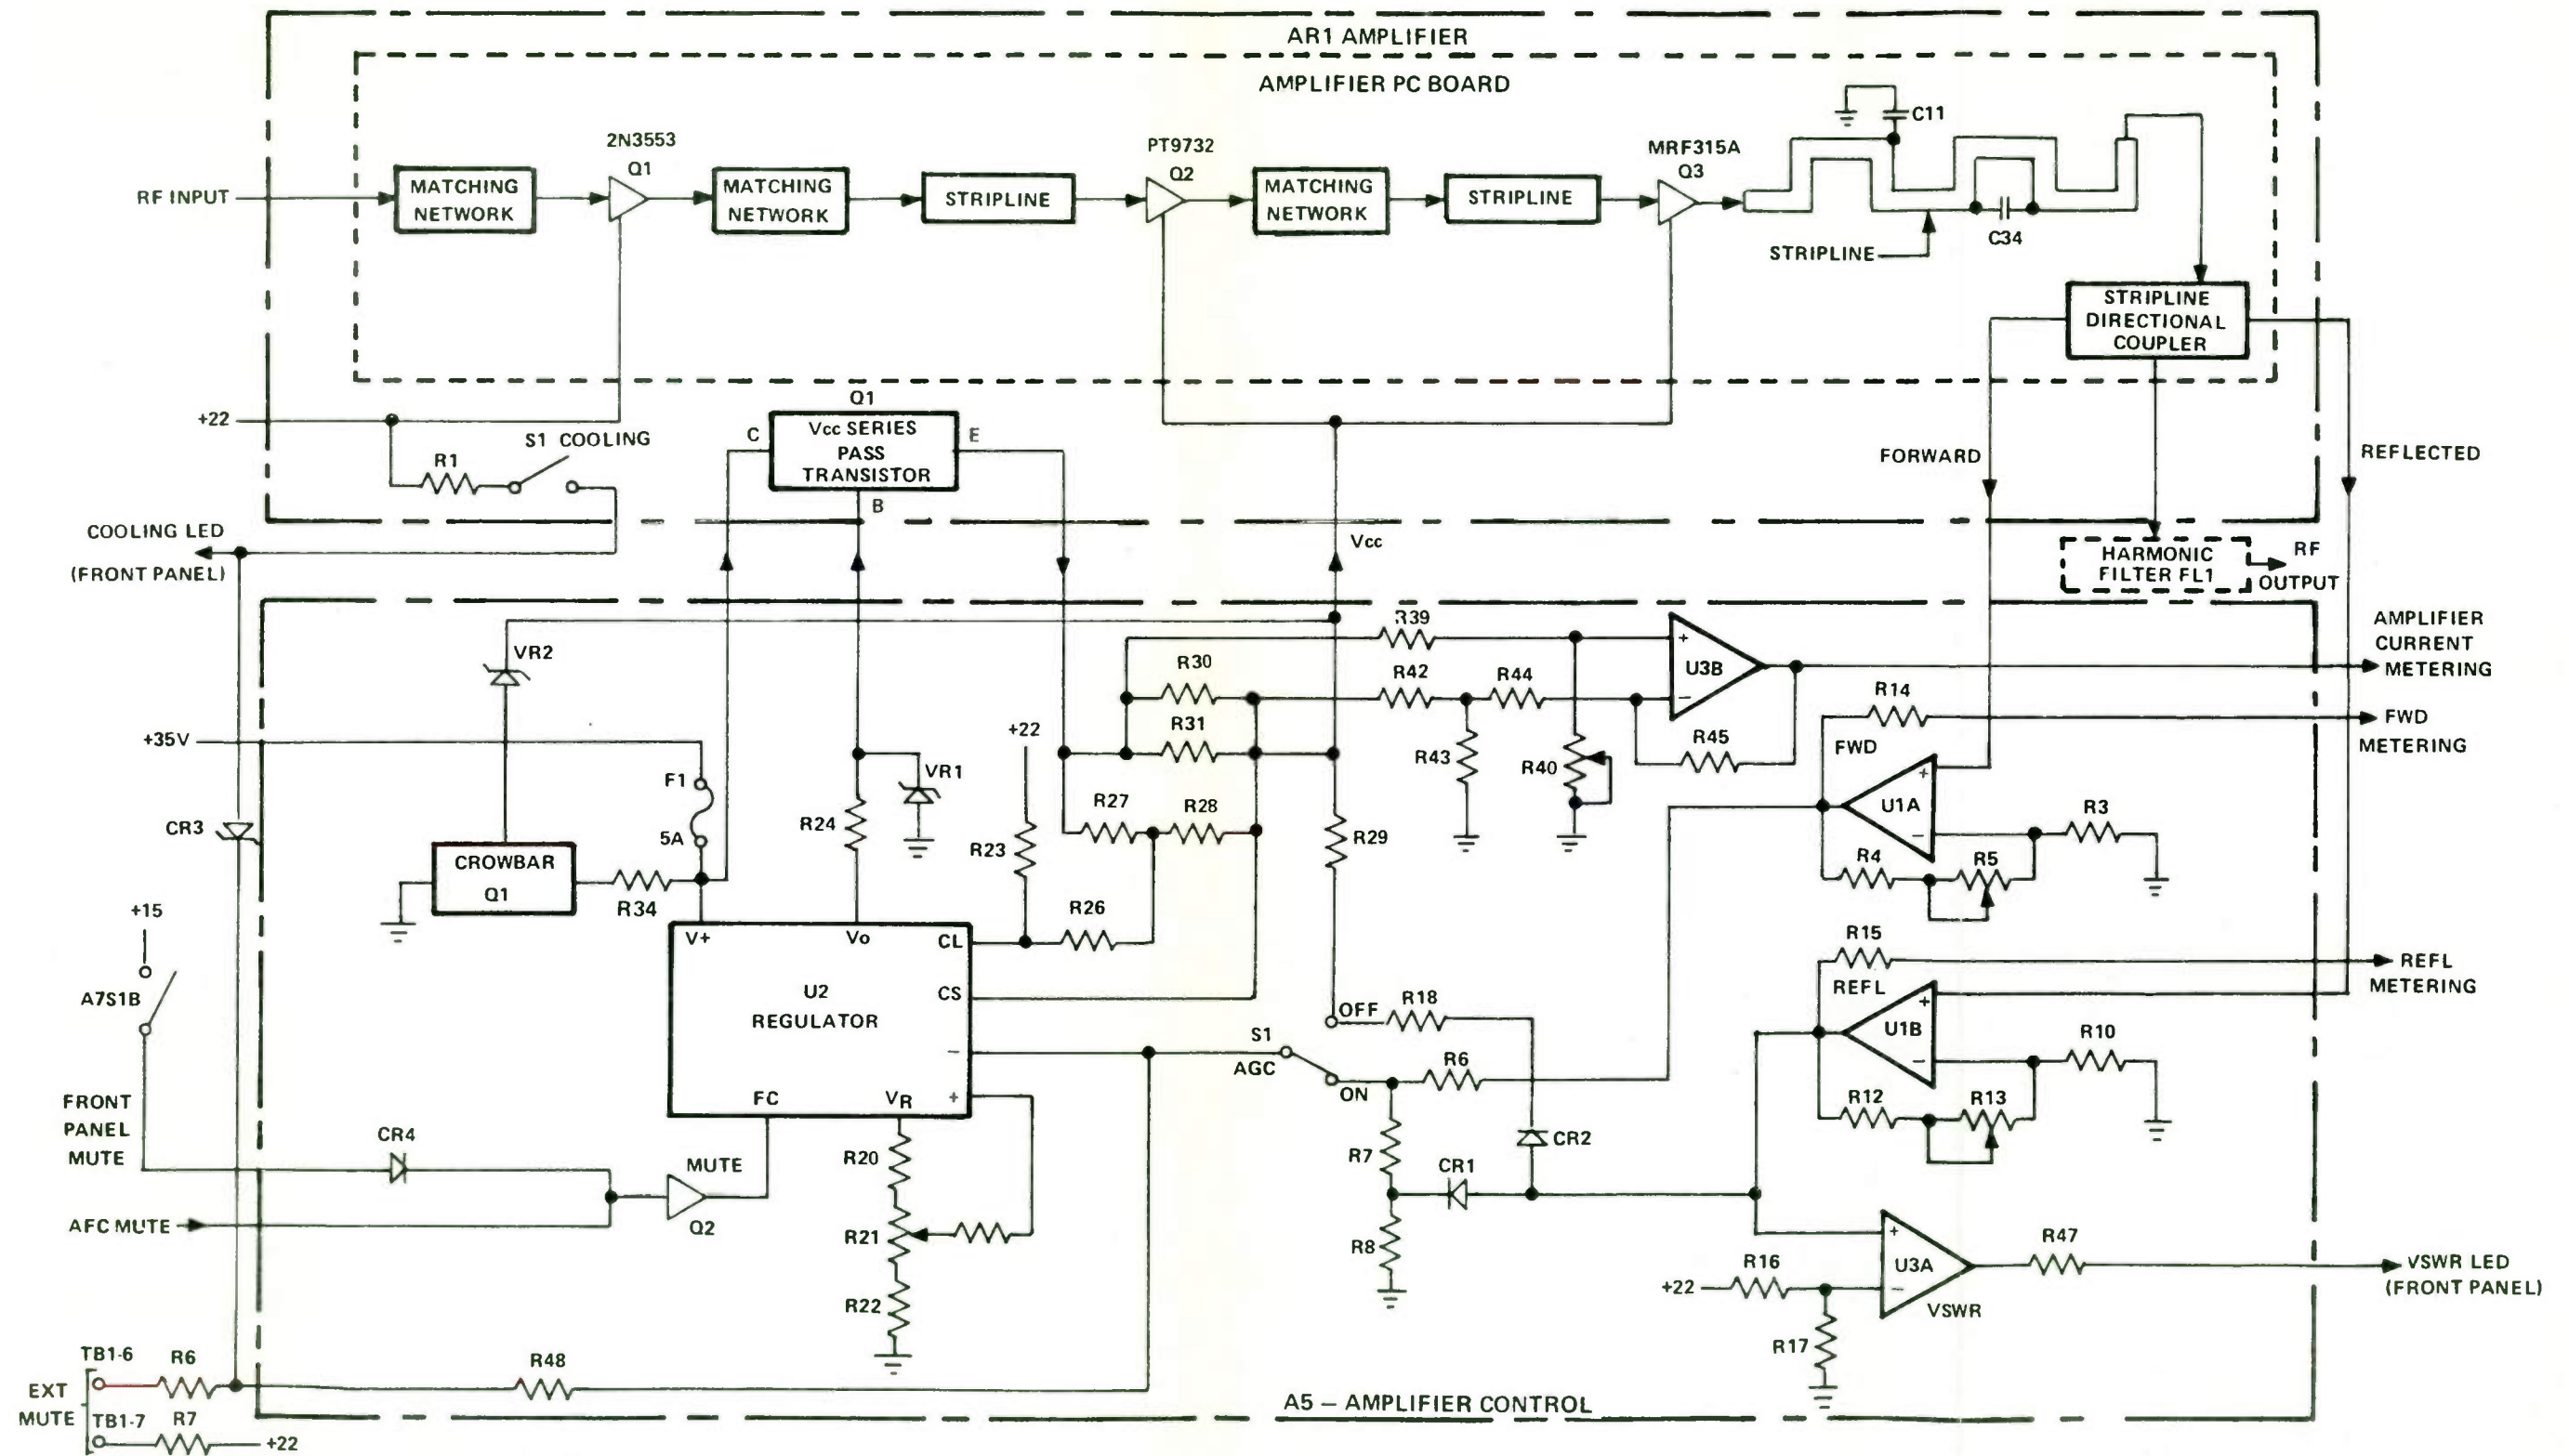 AR1 AMPLIFIER
AMPLIFIER PC BOARD
C11
2N3553
Q1
PT9732
Q2
MRF315A
Q3
RF INPUT
MATCHING
NETWORK
MATCHING
NETWORK
STRIPLINE
MATCHING
NETWORK
STRIPLINE
C34
STRIPLINE
STRIPLINE
DIRECTIONAL
COUPLER
+22
S1 COOLING
R1
Q1
C
Vcc SERIES
PASS
TRANSISTOR
E
B
FORWARD
REFLECTED
COOLING LED
(FRONT PANEL)
Vcc
HARMONIC
FILTER FL1
RF
OUTPUT
VR2
R39
R30
R42
R44
U3B
+
−
AMPLIFIER
CURRENT
METERING
R14
FWD
METERING
+35V
F1
5A
VR1
+22
R31
R43
R40
R45
FWD
CR3
R24
R23
R27
R28
R29
U1A
+
−
R3
CROWBAR
Q1
R34
R4
R5
+15
A7S1B
V+
Vo
CL
R26
R15
REFL
METERING
U2
REGULATOR
CS
OFF
R18
REFL
U1B
+
−
R10
−
S1
AGC
ON
R6
FRONT
PANEL
MUTE
FC
VR
+
R12
R13
CR4
MUTE
R20
R7
CR1
CR2
AFC MUTE
Q2
R21
R8
+22
R16
+
U3A
−
VSWR
R47
VSWR LED
(FRONT PANEL)
R22
R17
TB1-6
R6
R48
EXT
MUTE
TB1-7
R7
+22
A5 – AMPLIFIER CONTROL